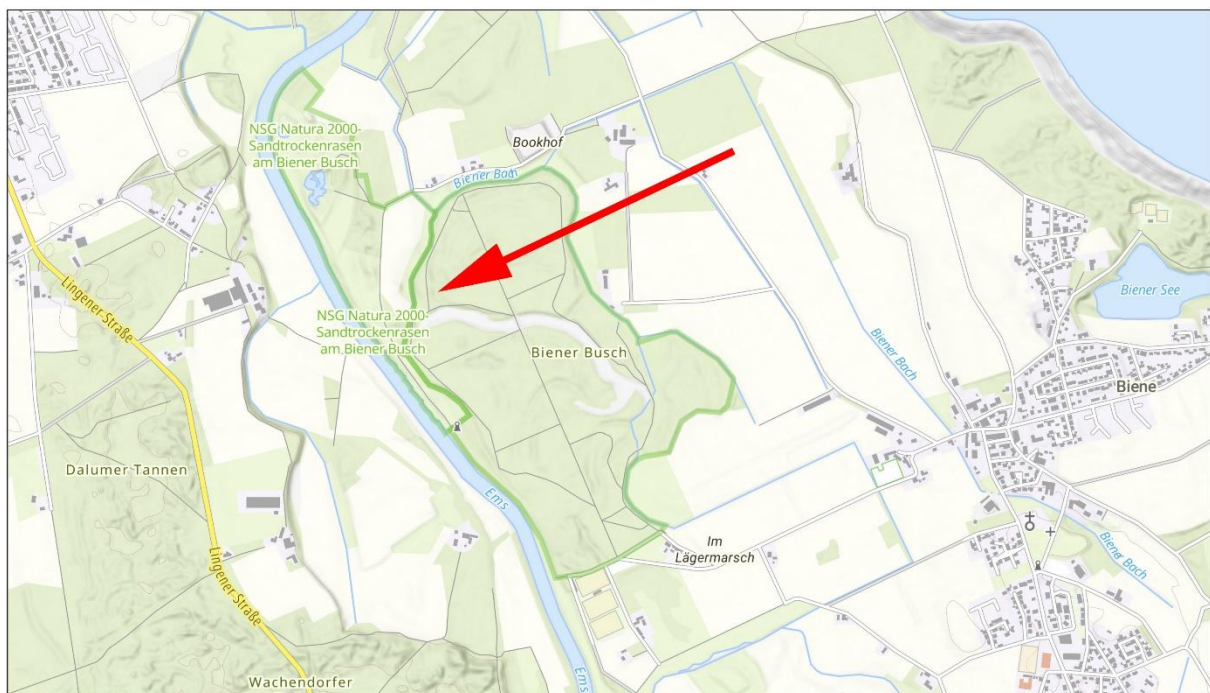 NSG Natura 2000-
Sandtrockenrasen
am Biener Busch
Bookhof
Biener Bach
Lingener-Straße
NSG Natura 2000-
Sandtrockenrasen
am Biener Busch
Biener Busch
Biener See
Biener Bach
Biene
Dalumer Tannen
Ems
Im
Lägermarsch
Biener Bach
Lingener-Straße
Wachendorfer
Ems